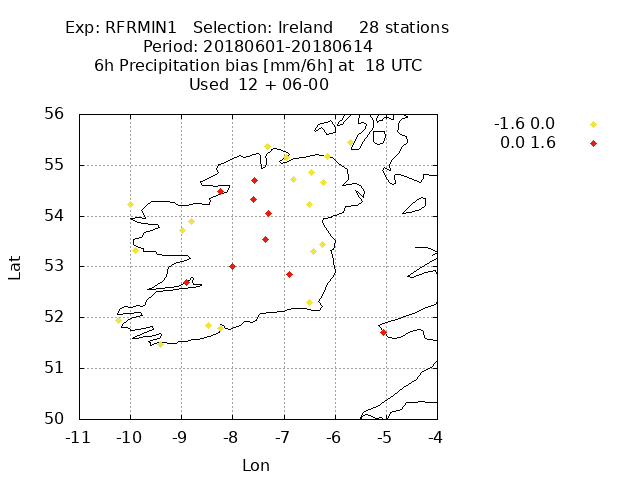 Exp: RFRMIN1 Selection: Ireland 28 stations
Period: 20180601-20180614
6h Precipitation bias [mm/6h] at 18 UTC
Used 12 + 06-00
-1.6 0.0
0.0 1.6
56
55
54
53
52
51
50
Lat
-11 -10 -9 -8 -7 -6 -5 -4
Lon